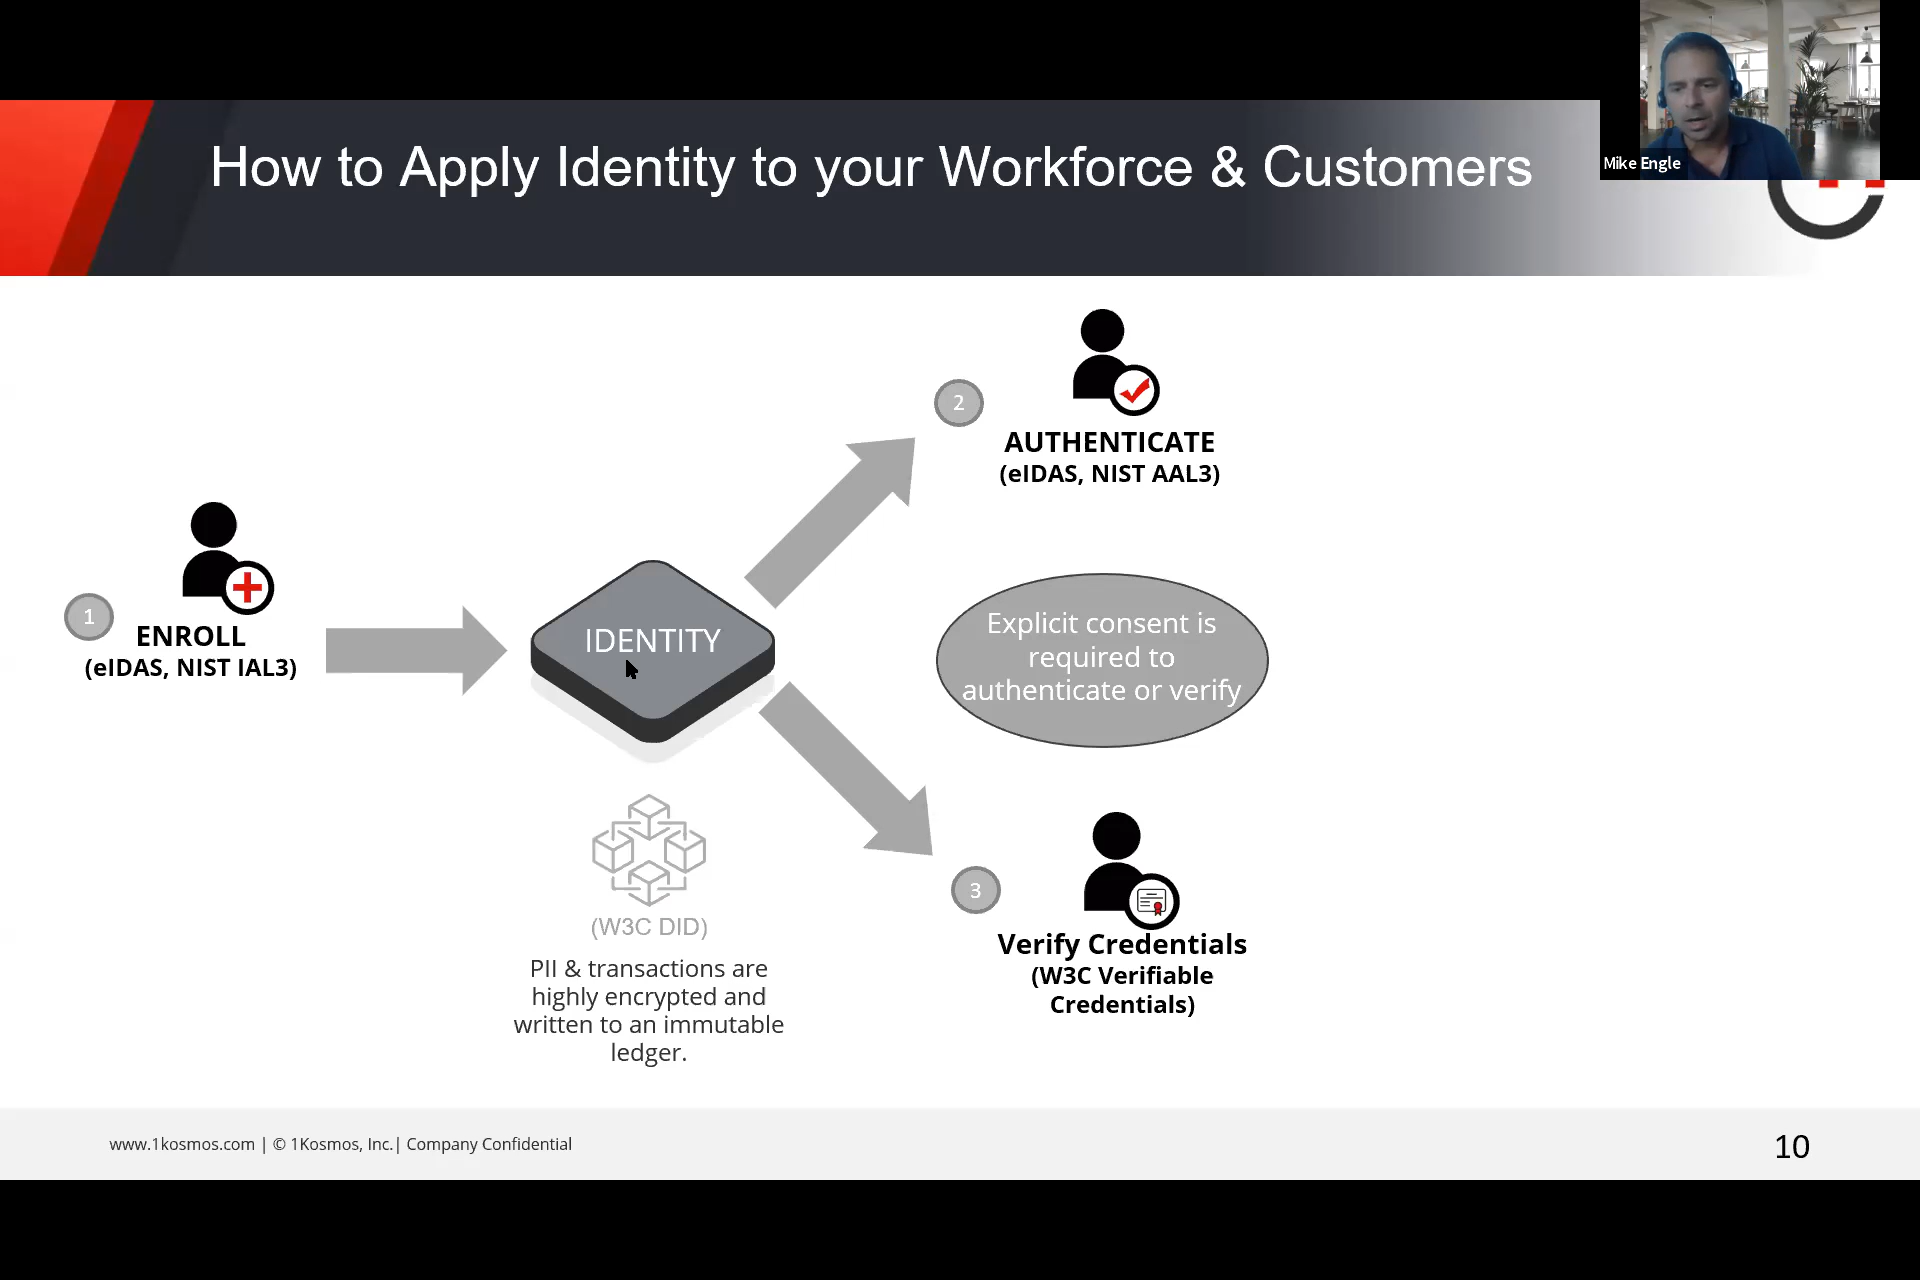 How to Apply Identity to your Workforce & Customers
Mike Engle
2
AUTHENTICATE
(eIDAS, NIST AAL3)
1
ENROLL
(eIDAS, NIST IAL3)
IDENTITY
Explicit consent is
required to
authenticate or verify
(W3C DID)
PII & transactions are
highly encrypted and
written to an immutable
ledger.
3
Verify Credentials
(W3C Verifiable
Credentials)
www.1kosmos.com | © 1Kosmos, Inc.| Company Confidential
10